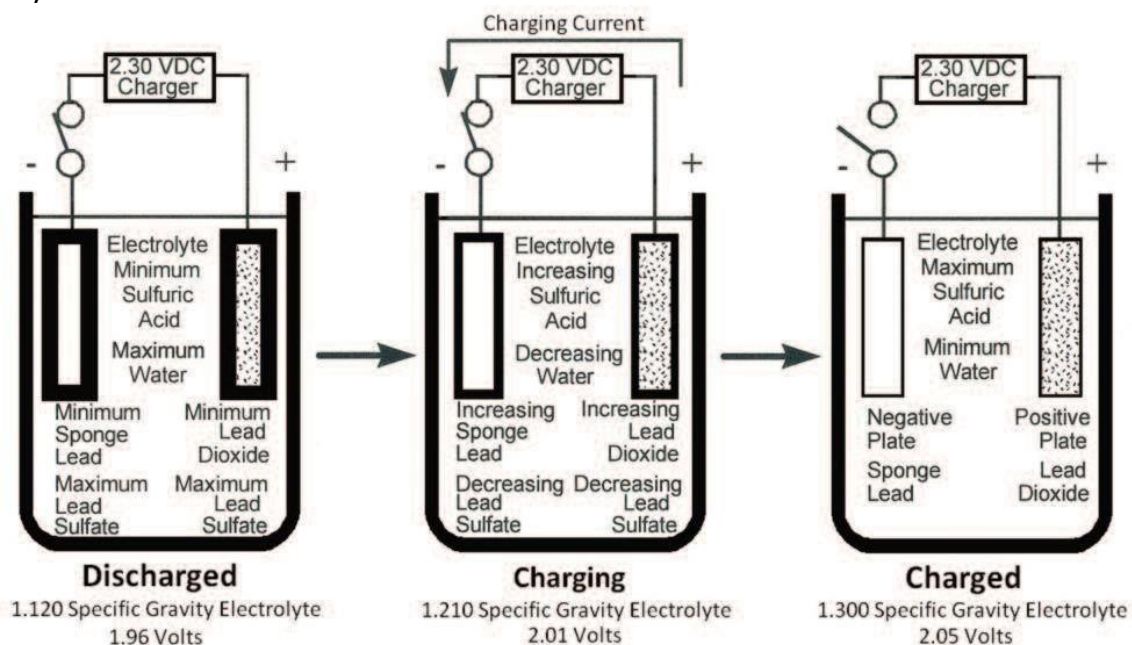 Charging Current
2.30 VDC
Charger
-
+
Electrolyte
Minimum
Sulfuric
Acid
Maximum
Water
Minimum
Sponge
Lead
Minimum
Lead
Dioxide
Maximum
Lead
Sulfate
Maximum
Lead
Sulfate
Discharged
1.120 Specific Gravity Electrolyte
1.96 Volts
2.30 VDC
Charger
-
+
Electrolyte
Increasing
Sulfuric
Acid
Decreasing
Water
Increasing
Sponge
Lead
Increasing
Lead
Dioxide
Decreasing
Lead
Sulfate
Decreasing
Lead
Sulfate
Charging
1.210 Specific Gravity Electrolyte
2.01 Volts
2.30 VDC
Charger
-
+
Electrolyte
Maximum
Sulfuric
Acid
Minimum
Water
Negative
Plate
Sponge
Lead
Positive
Plate
Lead
Dioxide
Charged
1.300 Specific Gravity Electrolyte
2.05 Volts